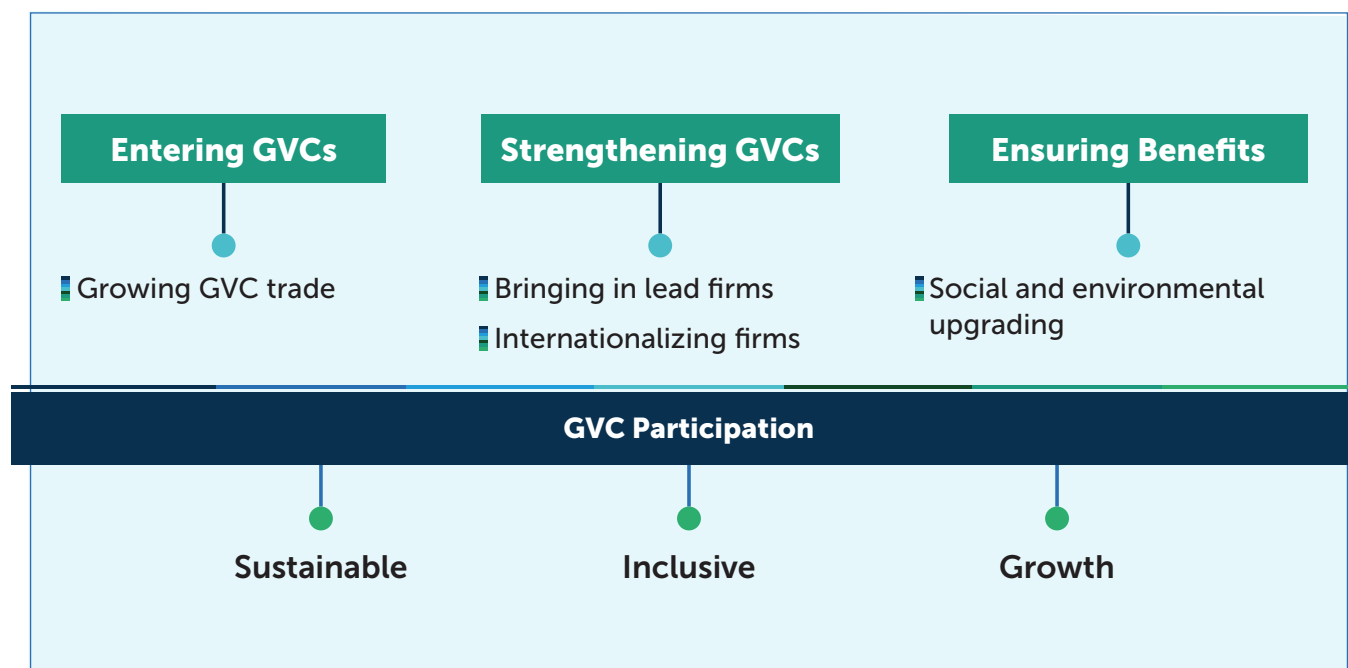 Entering GVCs
Strengthening GVCs
Ensuring Benefits
Growing GVC trade
Bringing in lead firms
Internationalizing firms
Social and environmental
upgrading
GVC Participation
Sustainable
Inclusive
Growth